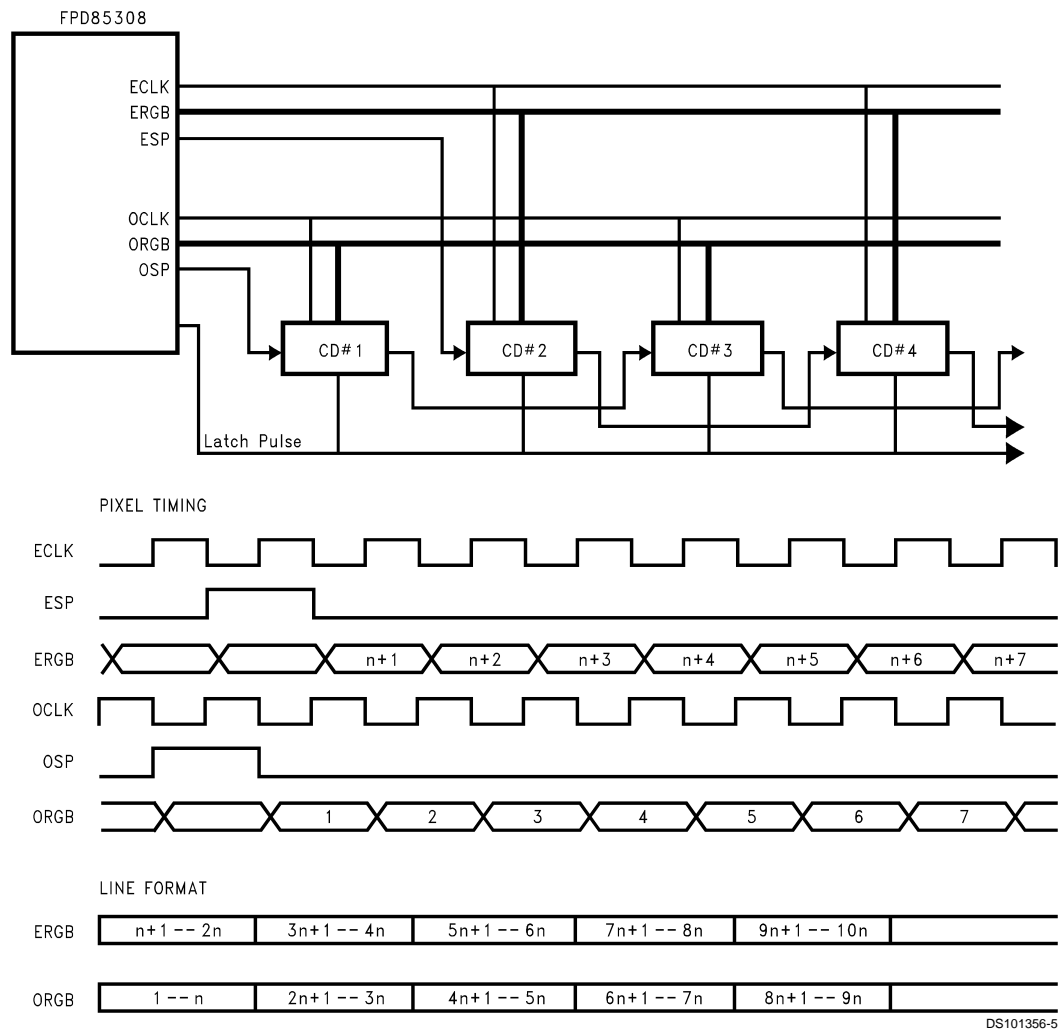 FPD85308
ECLK
ERGB
ESP
OCLK
ORGB
OSP
CD#1 CD#2 CD#3 CD#4
Latch Pulse
PIXEL TIMING
ECLK
ESP
ERGB n+1 n+2 n+3 n+4 n+5 n+6 n+7
OCLK
OSP
ORGB 1 2 3 4 5 6 7
LINE FORMAT
ERGB n+1 -- 2n 3n+1 -- 4n 5n+1 -- 6n 7n+1 -- 8n 9n+1 -- 10n
ORGB 1 -- n 2n+1 -- 3n 4n+1 -- 5n 6n+1 -- 7n 8n+1 -- 9n
DS101356-5